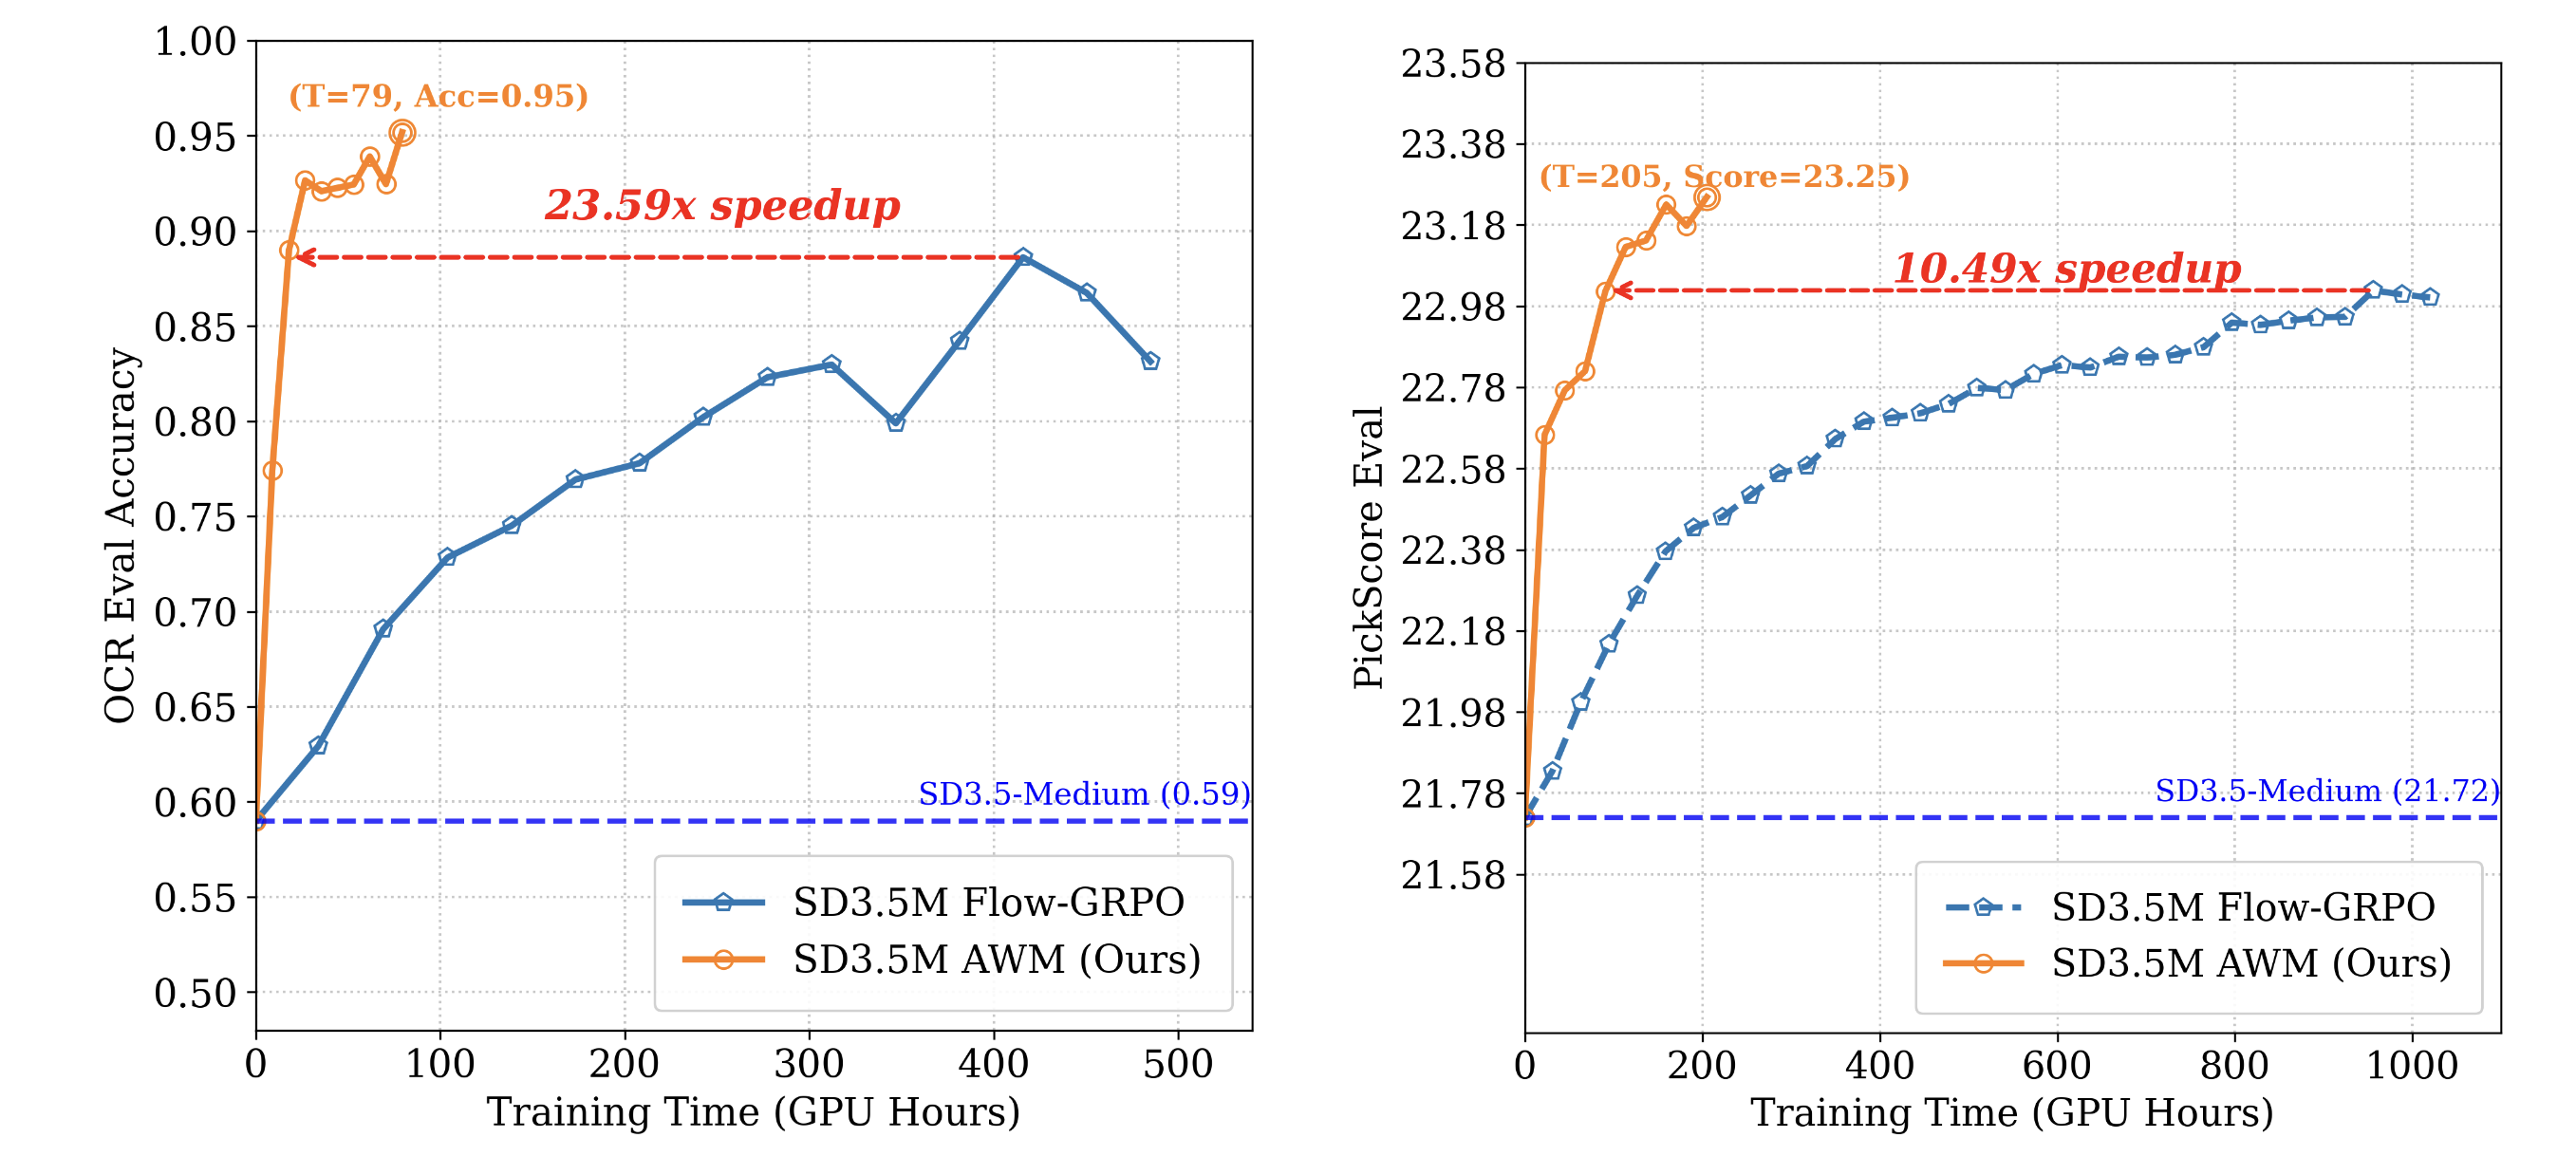 1.00
0.95
0.90
0.85
0.80
0.75
0.70
0.65
0.60
0.55
0.50
OCR Eval Accuracy
(T=79, Acc=0.95)
23.59x speedup
SD3.5-Medium (0.59)
SD3.5M Flow-GRPO
SD3.5M AWM (Ours)
0 100 200 300 400 500
Training Time (GPU Hours)
23.58
23.38
23.18
22.98
22.78
22.58
22.38
22.18
21.98
21.78
21.58
PickScore Eval
(T=205, Score=23.25)
10.49x speedup
SD3.5-Medium (21.72)
SD3.5M Flow-GRPO
SD3.5M AWM (Ours)
0 200 400 600 800 1000
Training Time (GPU Hours)